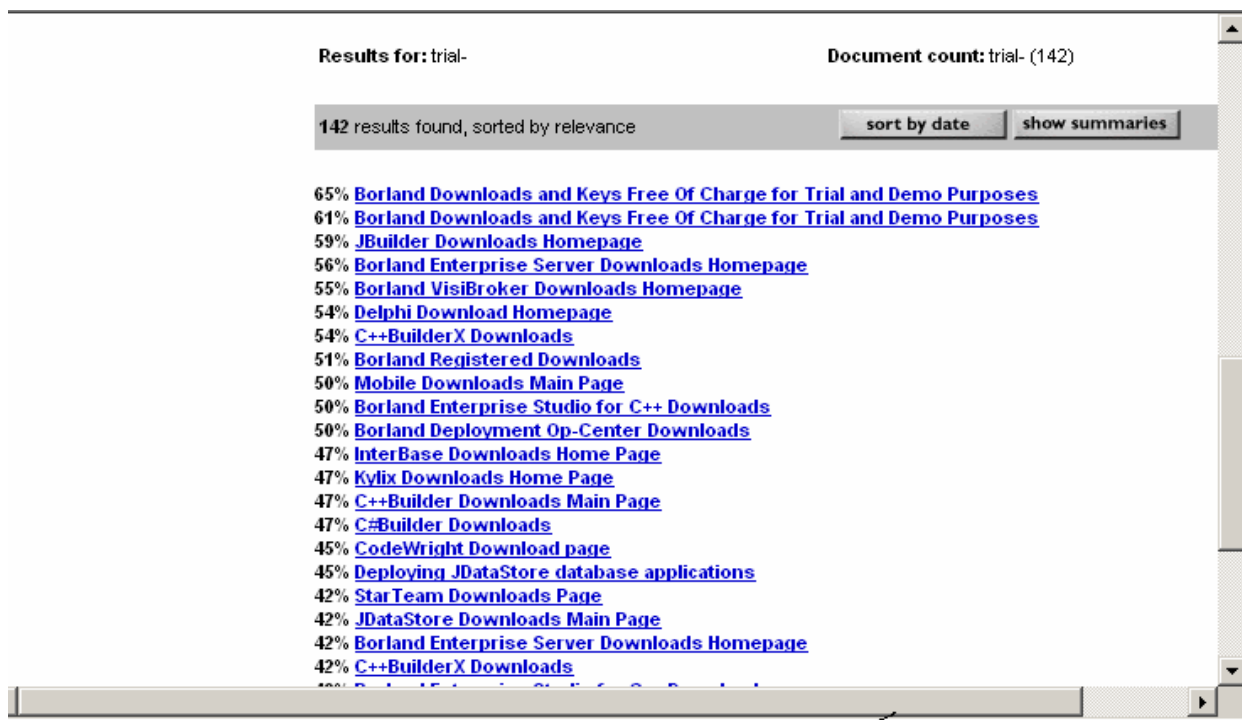 Results for: trial- Document count: trial- (142)
142 results found, sorted by relevance sort by date show summaries
65% Borland Downloads and Keys Free Of Charge for Trial and Demo Purposes
61% Borland Downloads and Keys Free Of Charge for Trial and Demo Purposes
59% JBuilder Downloads Homepage
56% Borland Enterprise Server Downloads Homepage
55% Borland VisiBroker Downloads Homepage
54% Delphi Download Homepage
54% C++BuilderX Downloads
51% Borland Registered Downloads
50% Mobile Downloads Main Page
50% Borland Enterprise Studio for C++ Downloads
50% Borland Deployment Op-Center Downloads
47% InterBase Downloads Home Page
47% Kylix Downloads Home Page
47% C++Builder Downloads Main Page
47% C#Builder Downloads
45% CodeWright Download page
45% Deploying JDataStore database applications
42% StarTeam Downloads Page
42% JDataStore Downloads Main Page
42% Borland Enterprise Server Downloads Homepage
42% C++BuilderX Downloads